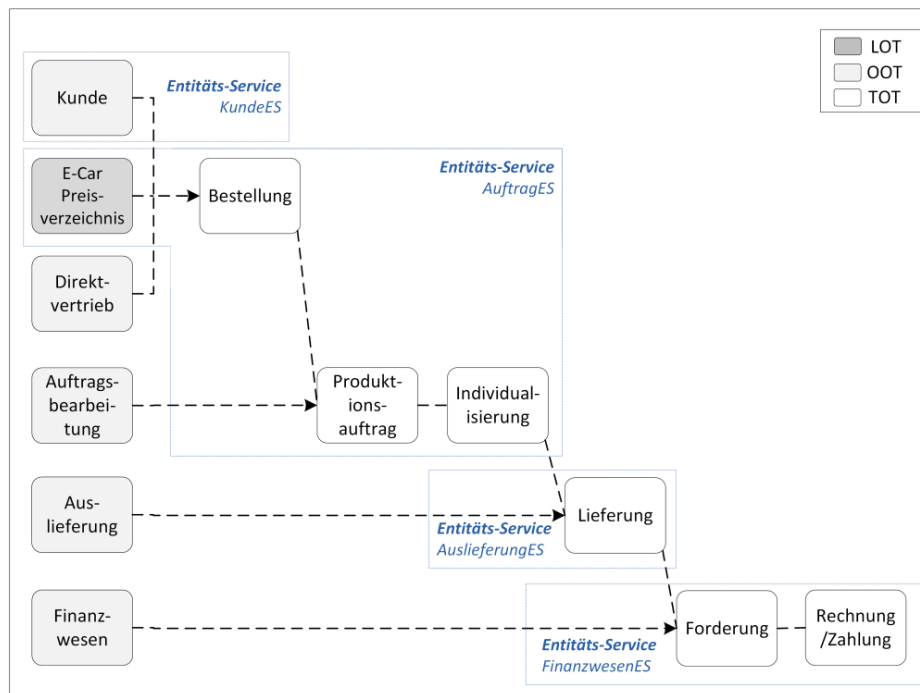 LOT
OOT
TOT
Kunde
Entitäts-Service
KundeES
E-Car
Preis-
verzeichnis
Bestellung
Entitäts-Service
AuftragES
Direkt-
vertrieb
Auftrags-
bearbei-
tung
Produkt-
ions-
auftrag
Individual-
isierung
Aus-
lieferung
Entitäts-Service
AuslieferungES
Lieferung
Finanz-
wesen
Entitäts-Service
FinanzwesenES
Forderung
Rechnung
/Zahlung